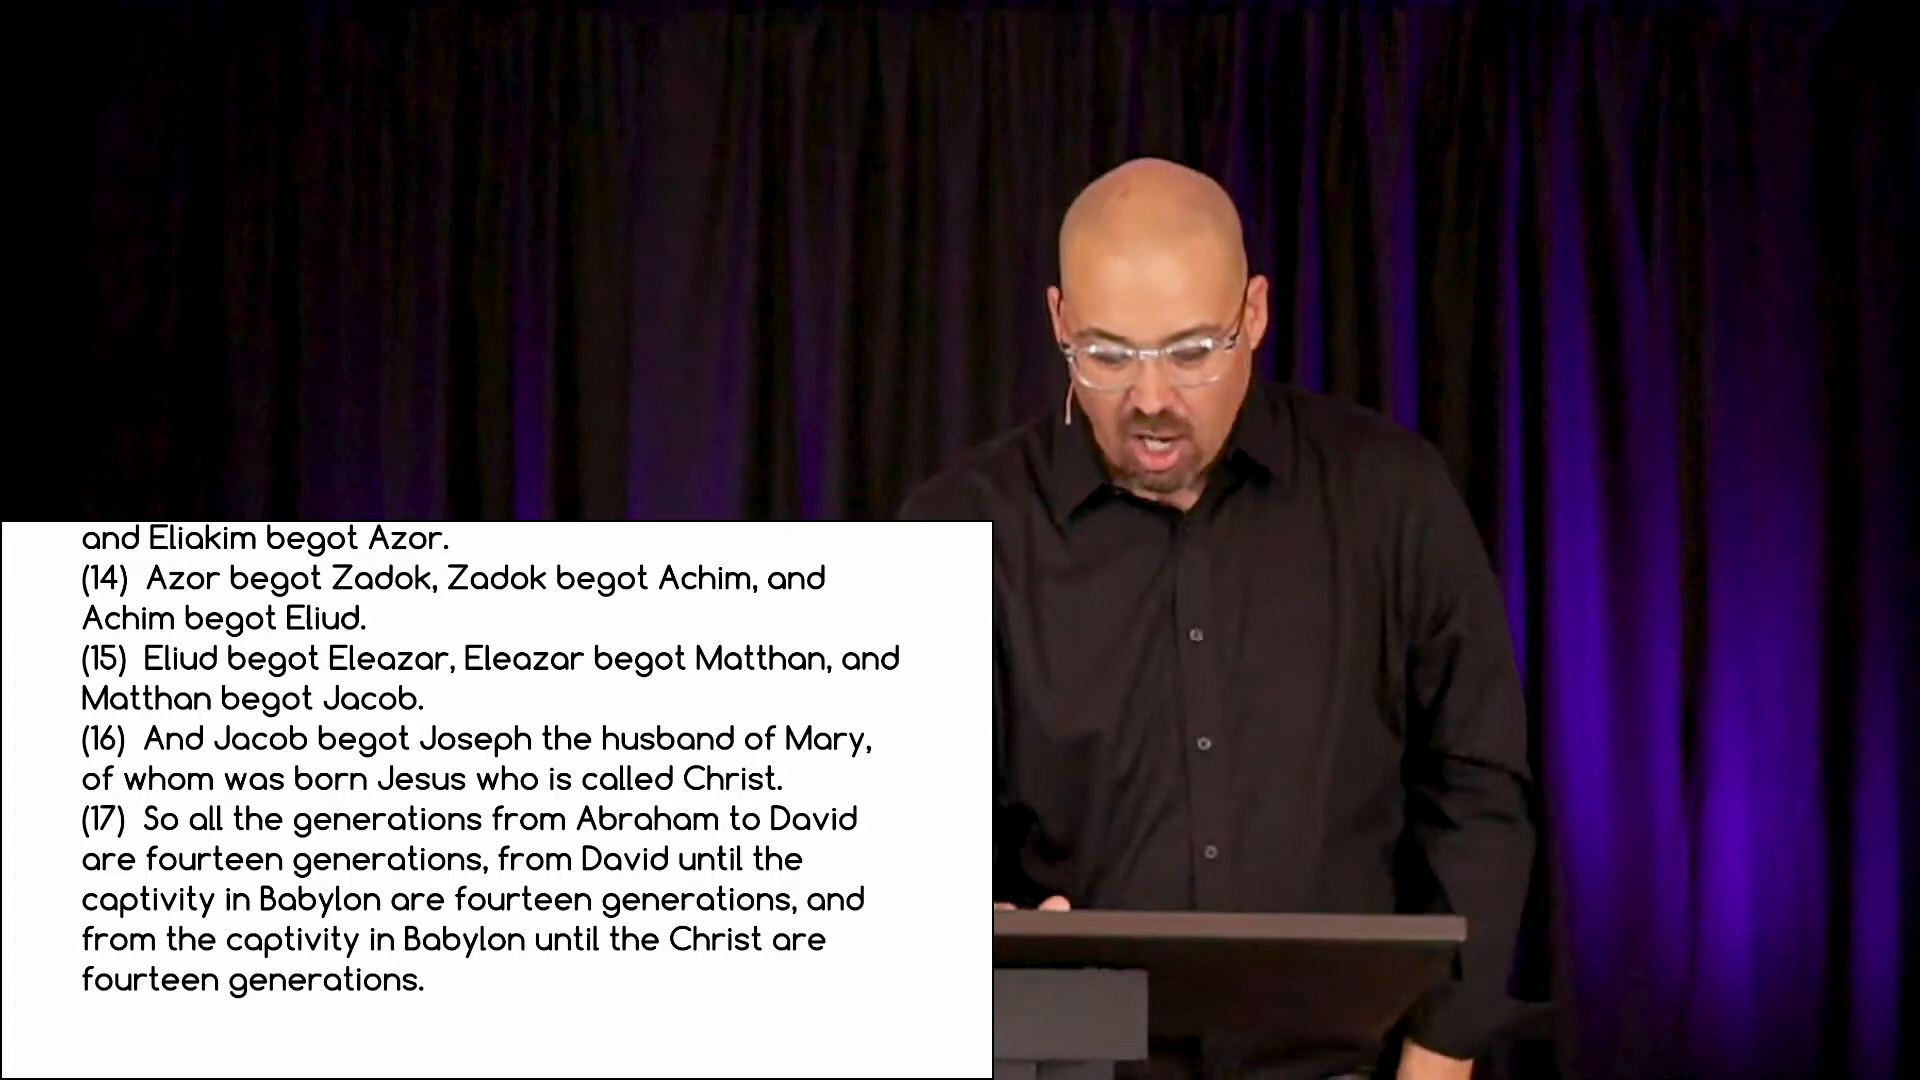 and Eliakim begot Azor.
(14)  Azor begot Zadok, Zadok begot Achim, and
Achim begot Eliud.
(15)  Eliud begot Eleazar, Eleazar begot Matthan, and
Matthan begot Jacob.
(16)  And Jacob begot Joseph the husband of Mary,
of whom was born Jesus who is called Christ.
(17)  So all the generations from Abraham to David
are fourteen generations, from David until the
captivity in Babylon are fourteen generations, and
from the captivity in Babylon until the Christ are
fourteen generations.